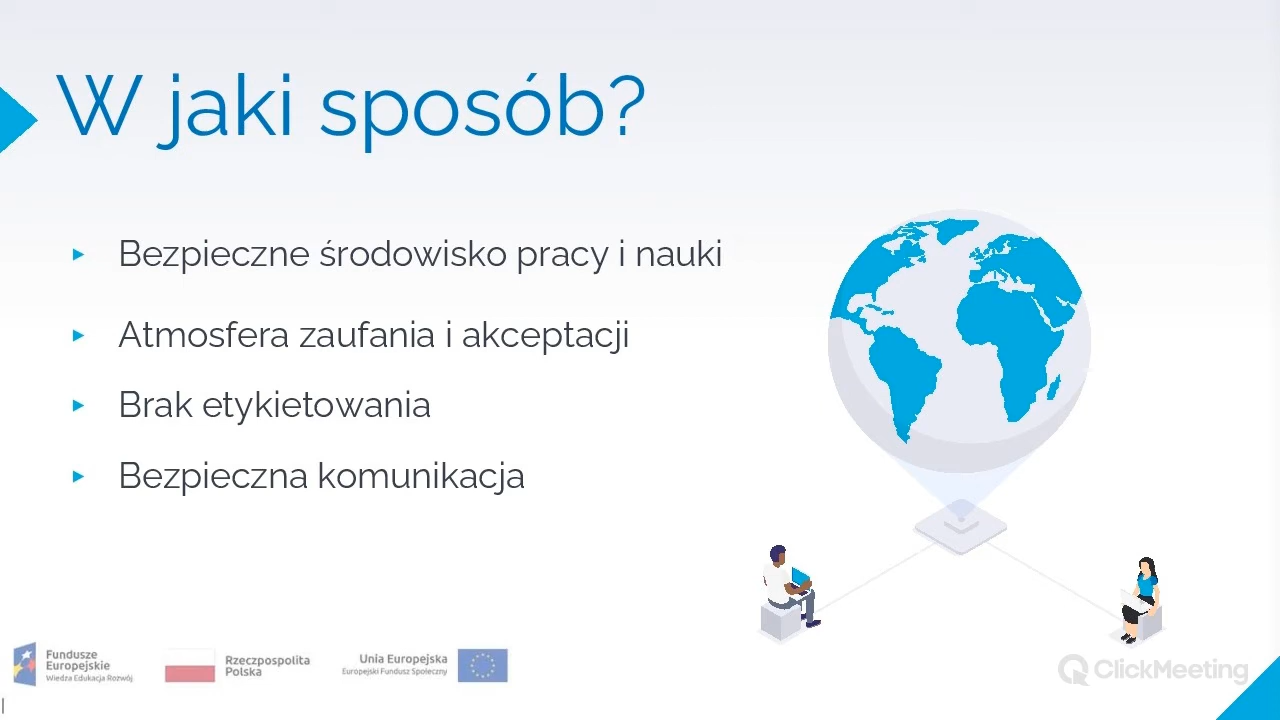 W jaki sposób?
Bezpieczne środowisko pracy i nauki
Atmosfera zaufania i akceptacji
Brak etykietowania
Bezpieczna komunikacja
Fundusze
Europejskie
Wiedza Edukacja Rozwój
Rzeczpospolita
Polska
Unia Europejska
Europejski Fundusz Społeczny
ClickMeeting